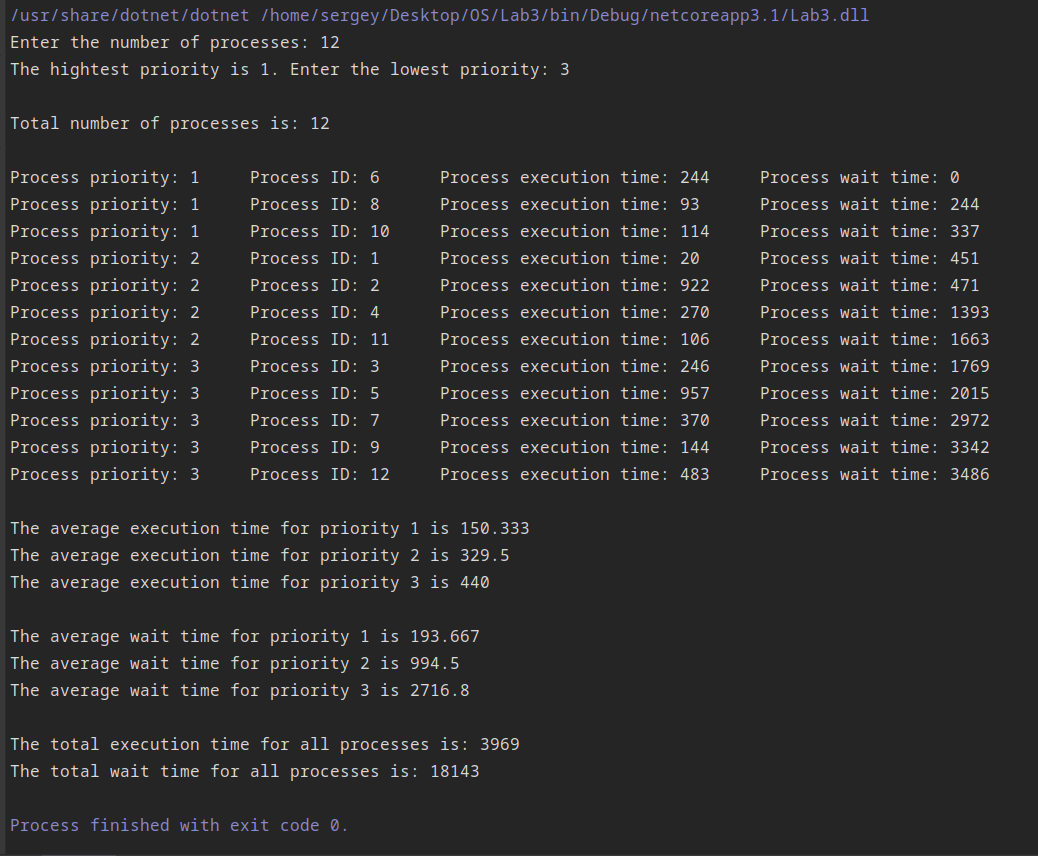 /usr/share/dotnet/dotnet /home/sergey/Desktop/OS/Lab3/bin/Debug/netcoreapp3.1/Lab3.dll
Enter the number of processes: 12
The highest priority is 1. Enter the lowest priority: 3
Total number of processes is: 12
Process priority: 1     Process ID: 6      Process execution time: 244     Process wait time: 0
Process priority: 1     Process ID: 8      Process execution time: 93      Process wait time: 244
Process priority: 1     Process ID: 10     Process execution time: 114     Process wait time: 337
Process priority: 2     Process ID: 1      Process execution time: 20      Process wait time: 451
Process priority: 2     Process ID: 2      Process execution time: 922     Process wait time: 471
Process priority: 2     Process ID: 4      Process execution time: 270     Process wait time: 1393
Process priority: 2     Process ID: 11     Process execution time: 106     Process wait time: 1663
Process priority: 3     Process ID: 3      Process execution time: 246     Process wait time: 1769
Process priority: 3     Process ID: 5      Process execution time: 957     Process wait time: 2015
Process priority: 3     Process ID: 7      Process execution time: 370     Process wait time: 2972
Process priority: 3     Process ID: 9      Process execution time: 144     Process wait time: 3342
Process priority: 3     Process ID: 12     Process execution time: 483     Process wait time: 3486
The average execution time for priority 1 is 150.333
The average execution time for priority 2 is 329.5
The average execution time for priority 3 is 440
The average wait time for priority 1 is 193.667
The average wait time for priority 2 is 994.5
The average wait time for priority 3 is 2716.8
The total execution time for all processes is: 3969
The total wait time for all processes is: 18143
Process finished with exit code 0.